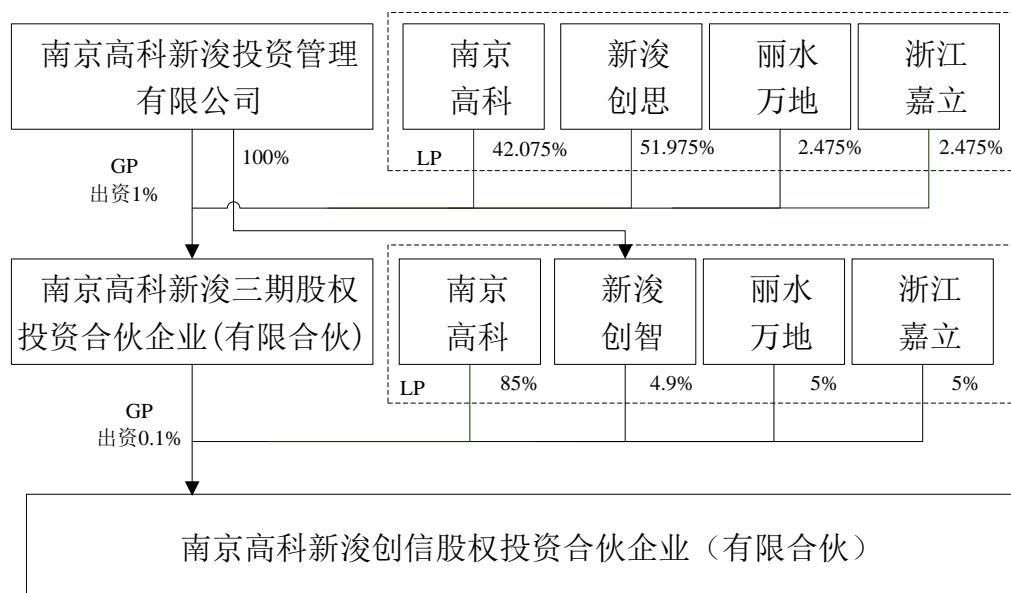 南京高科新浚投资管理
有限公司
南京
高科
新浚
创思
丽水
万地
浙江
嘉立
LP
42.075%
51.975%
2.475%
2.475%
GP
出资1%
100%
南京高科新浚三期股权
投资合伙企业(有限合伙)
南京
高科
新浚
创智
丽水
万地
浙江
嘉立
LP
85%
4.9%
5%
5%
GP
出资0.1%
南京高科新浚创信股权投资合伙企业（有限合伙）